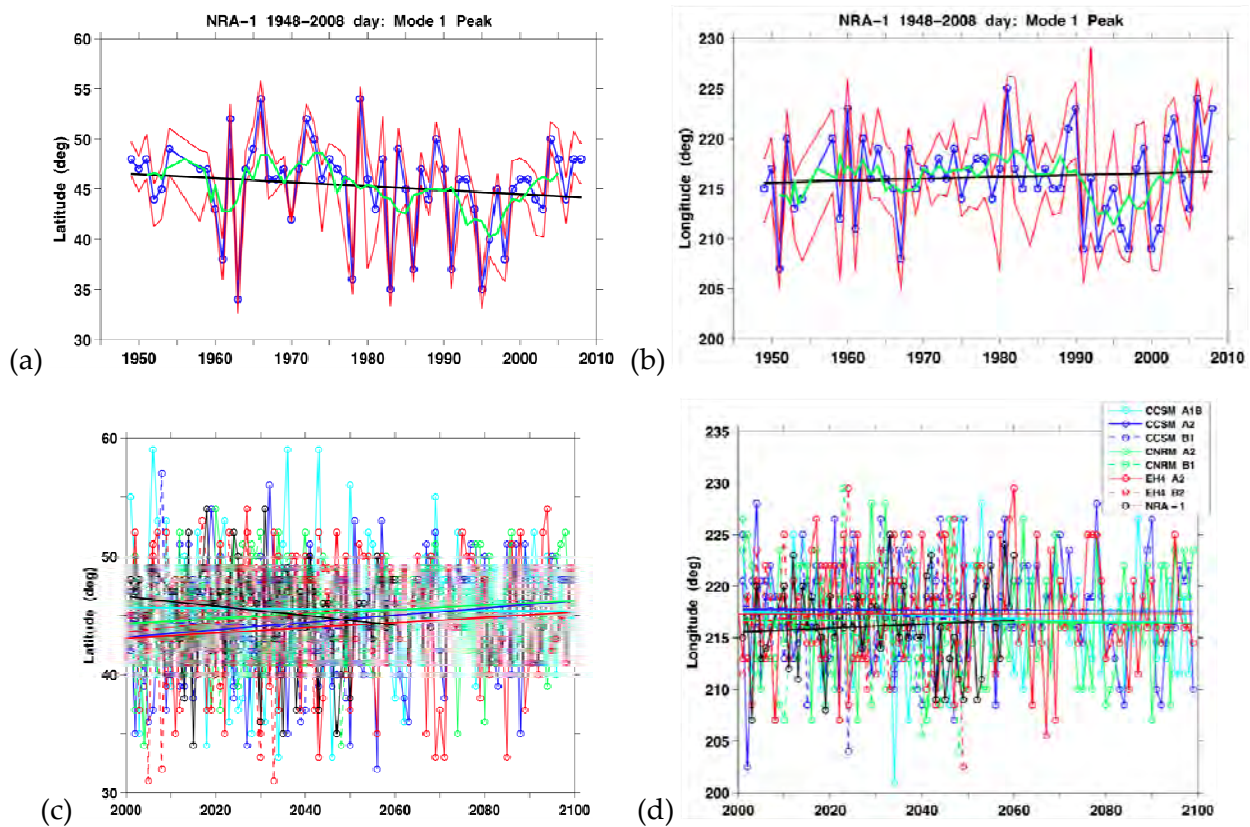 NRA-1 1948-2008 day: Mode 1 Peak
60
55
50
45
40
35
30
Latitude (deg)
1950 1960 1970 1980 1990 2000 2010
(a)
NRA-1 1948-2008 day: Mode 1 Peak
230
225
220
215
210
205
200
Longitude (deg)
1950 1960 1970 1980 1990 2000 2010
(b)
60
50
40
30
Latitude (deg)
2000 2020 2040 2060 2080 2100
(c)
CCSM A1B
CCSM A2
CCSM B1
CNRM A2
CNRM B1
EH4 A2
EH4 B2
NRA-1
235
230
225
220
215
210
205
200
Longitude (deg)
2000 2020 2040 2060 2080 2100
(d)